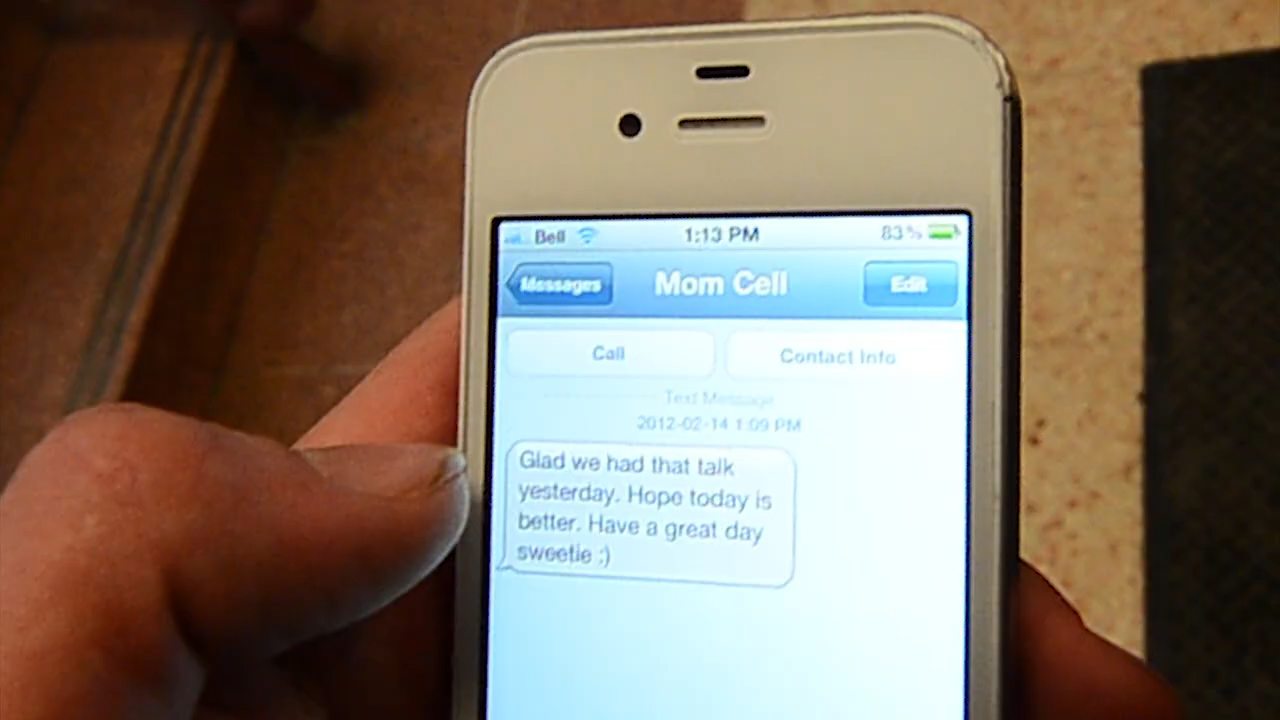 Bell 1:13 PM 83%
Messages Mom Cell Edit
Call Contact Info
Text Message
2012-02-14 1:09 PM
Glad we had that talk
yesterday. Hope today is
better. Have a great day
sweetie :)